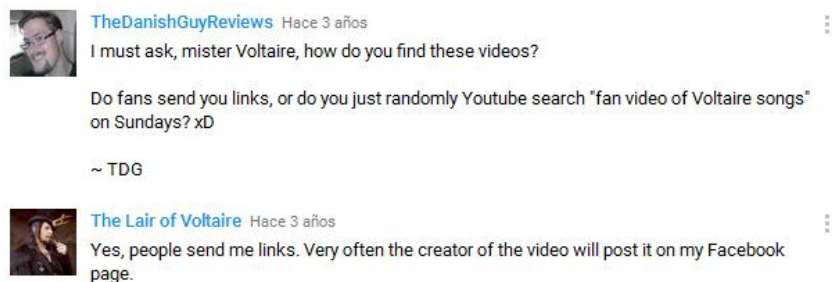 TheDanishGuyReviews Hace 3 años
I must ask, mister Voltaire, how do you find these videos?
Do fans send you links, or do you just randomly Youtube search "fan video of Voltaire songs"
on Sundays? xD
~ TDG
The Lair of Voltaire Hace 3 años
Yes, people send me links. Very often the creator of the video will post it on my Facebook
page.